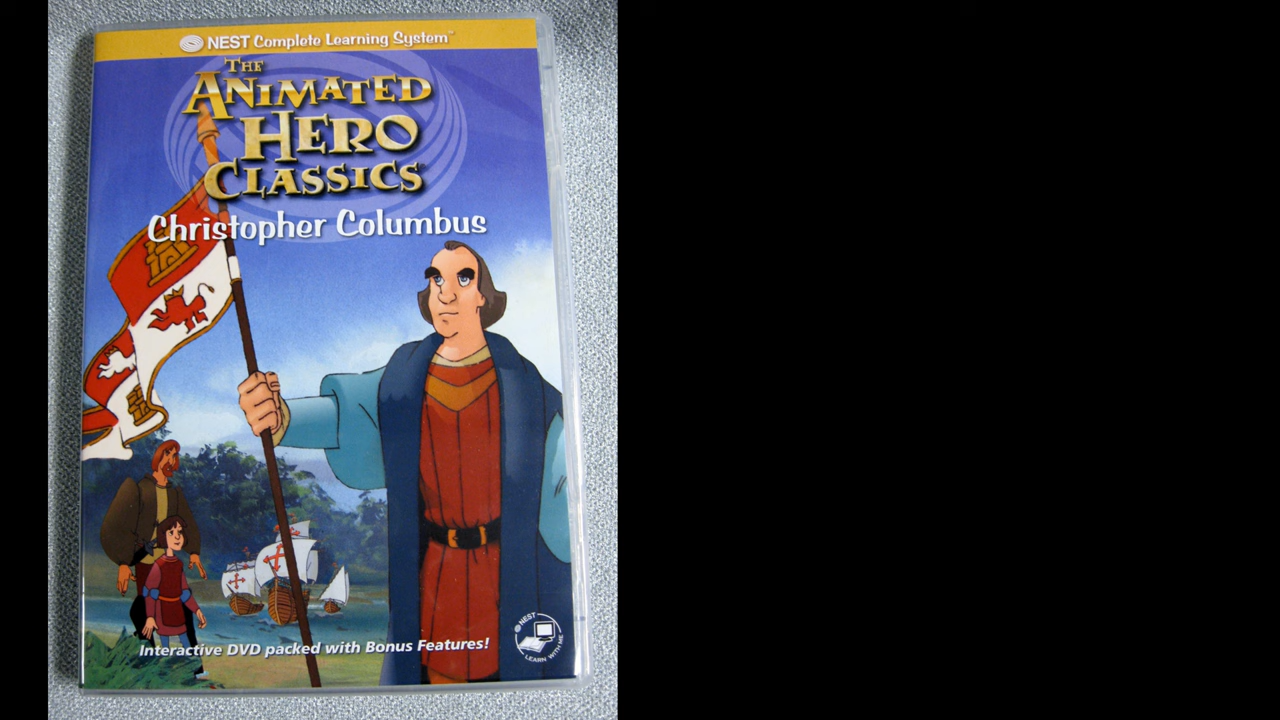 NEST Complete Learning System™
THE
ANIMATED
HERO
CLASSICS
Christopher Columbus
Interactive DVD packed with Bonus Features!
NEST
LEARN WITH ME